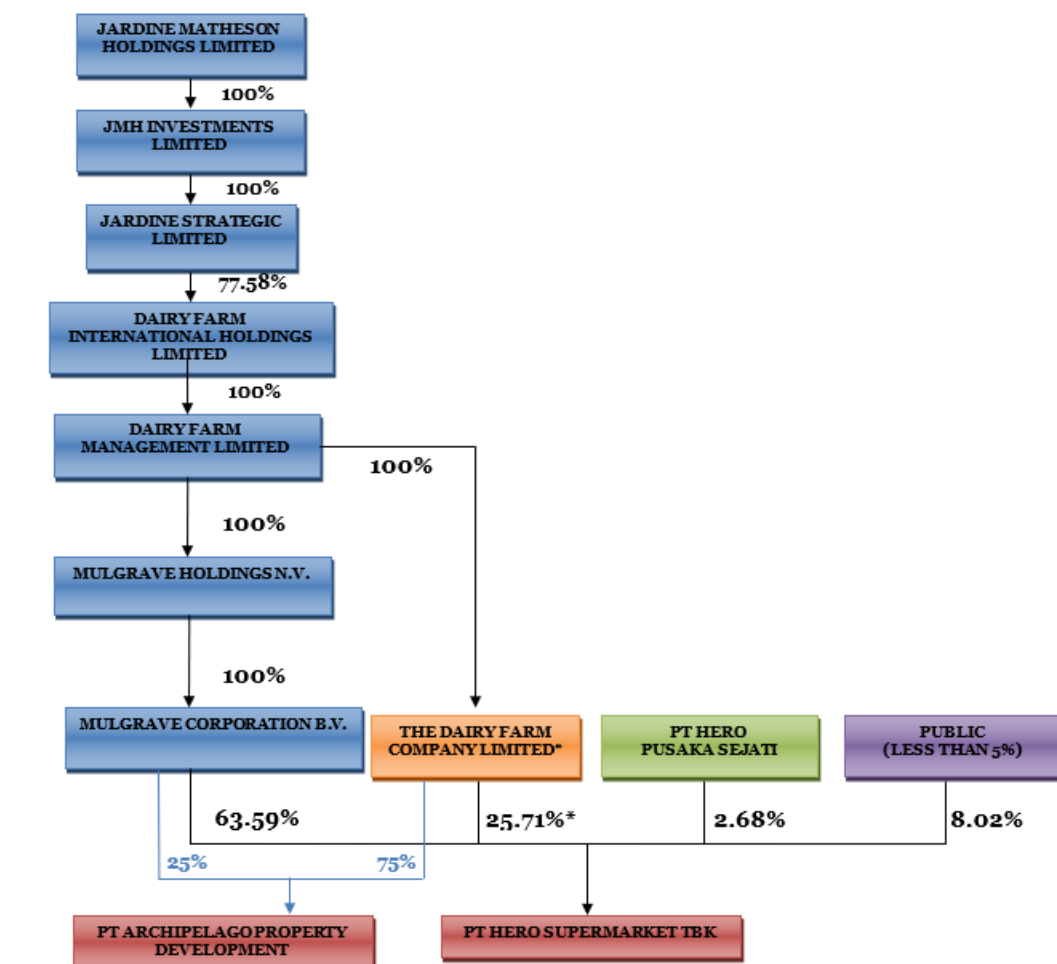 JARDINE MATHESON
HOLDINGS LIMITED
100%
JMH INVESTMENTS
LIMITED
100%
JARDINE STRATEGIC
LIMITED
77.58%
DAIRY FARM
INTERNATIONAL HOLDINGS
LIMITED
100%
DAIRY FARM
MANAGEMENT LIMITED
100%
100%
MULGRAVE HOLDINGS N.V.
100%
MULGRAVE CORPORATION B.V.
THE DAIRY FARM
COMPANY LIMITED*
PT HERO
PUSAKA SEJATI
PUBLIC
(LESS THAN 5%)
63.59%
25.71%*
2.68%
8.02%
25%
75%
PT ARCHIPELAGO PROPERTY
DEVELOPMENT
PT HERO SUPERMARKET TBK